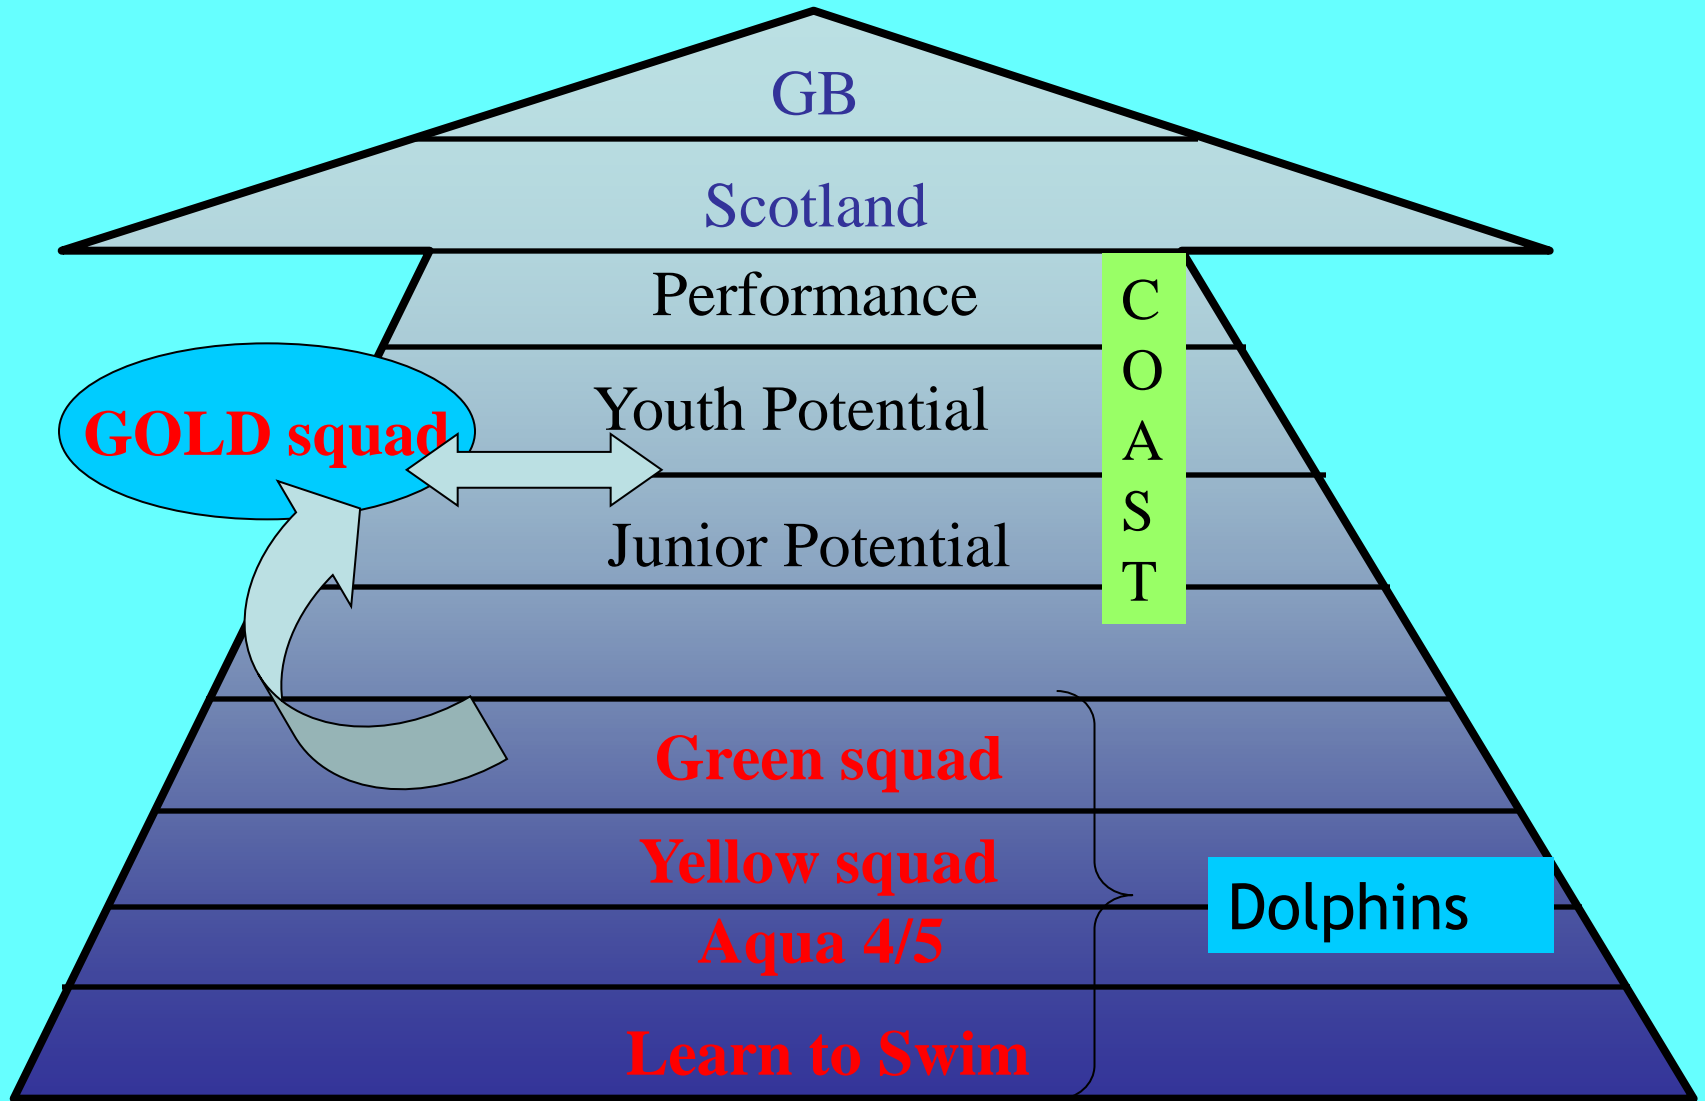 GB
Scotland
Performance
C
O
A
S
T
Youth Potential
GOLD squad
Junior Potential
Green squad
Yellow squad
Dolphins
Aqua 4/5
Learn to Swim